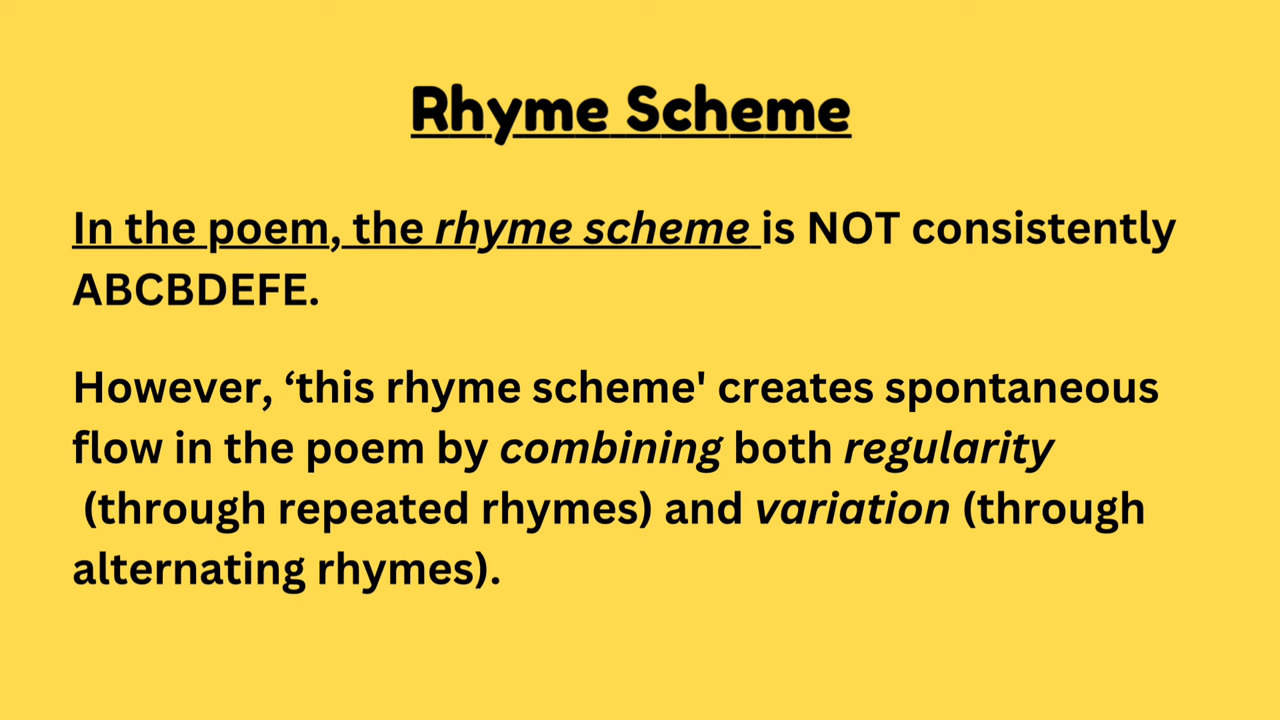 Rhyme Scheme
In the poem, the rhyme scheme is NOT consistently
ABCBDEFE.
However, ‘this rhyme scheme' creates spontaneous
flow in the poem by combining both regularity
(through repeated rhymes) and variation (through
alternating rhymes).